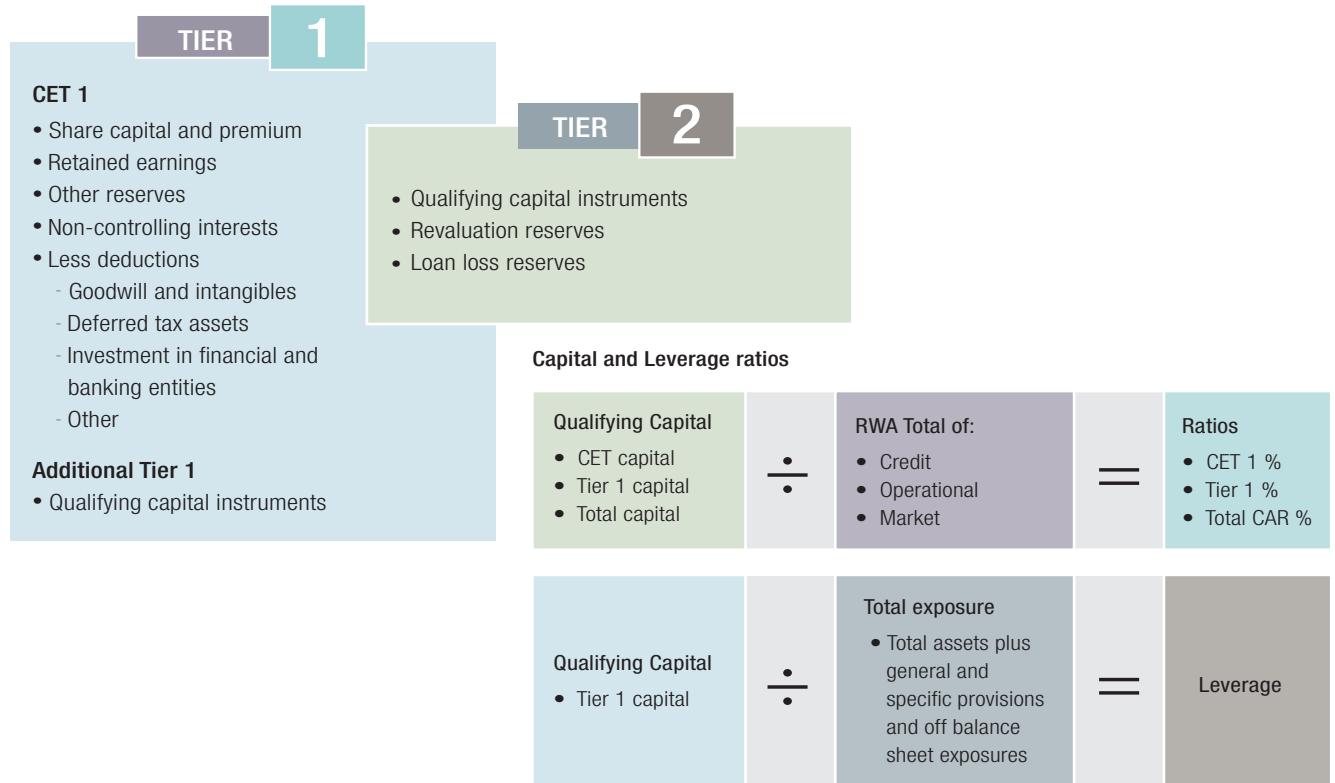 TIER 1
CET 1
• Share capital and premium
• Retained earnings
• Other reserves
• Non-controlling interests
• Less deductions
- Goodwill and intangibles
- Deferred tax assets
- Investment in financial and
banking entities
- Other
Additional Tier 1
• Qualifying capital instruments
TIER 2
• Qualifying capital instruments
• Revaluation reserves
• Loan loss reserves
Capital and Leverage ratios
Qualifying Capital
• CET capital
• Tier 1 capital
• Total capital
÷
RWA Total of:
• Credit
• Operational
• Market
=
Ratios
• CET 1 %
• Tier 1 %
• Total CAR %
Qualifying Capital
• Tier 1 capital
÷
Total exposure
• Total assets plus
general and
specific provisions
and off balance
sheet exposures
=
Leverage